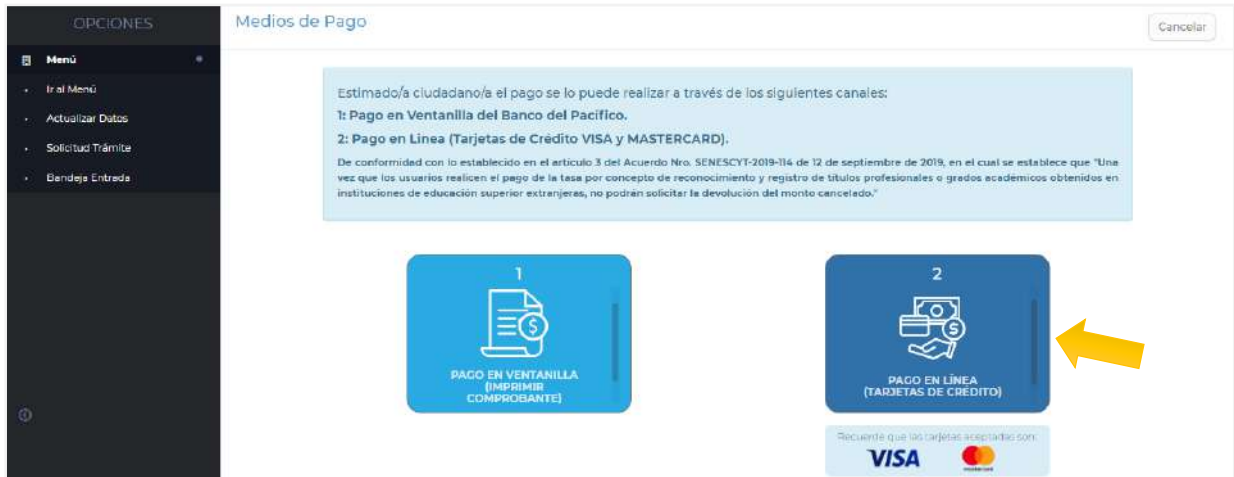 OPCIONES
Menú
Ir al Menú
Actualizar Datos
Solicitud Trámite
Bandeja Entrada
Medios de Pago
Cancelar
Estimado/a ciudadano/a el pago se lo puede realizar a través de los siguientes canales:
1: Pago en Ventanilla del Banco del Pacífico.
2: Pago en Linea (Tarjetas de Crédito VISA y MASTERCARD).
De conformidad con lo establecido en el artículo 3 del Acuerdo Nro. SENESCYT-2019-114 de 12 de septiembre de 2019, en el cual se establece que "Una
vez que los usuarios realicen el pago de la tasa por concepto de reconocimiento y registro de títulos profesionales o grados académicos obtenidos en
instituciones de educación superior extranjeras, no podrán solicitar la devolución del monto cancelado."
1
PAGO EN VENTANILLA
(IMPRIMIR
COMPROBANTE)
2
PAGO EN LÍNEA
(TARJETAS DE CRÉDITO)
Recuerde que las tarjetas aceptadas son:
VISA
mastercard